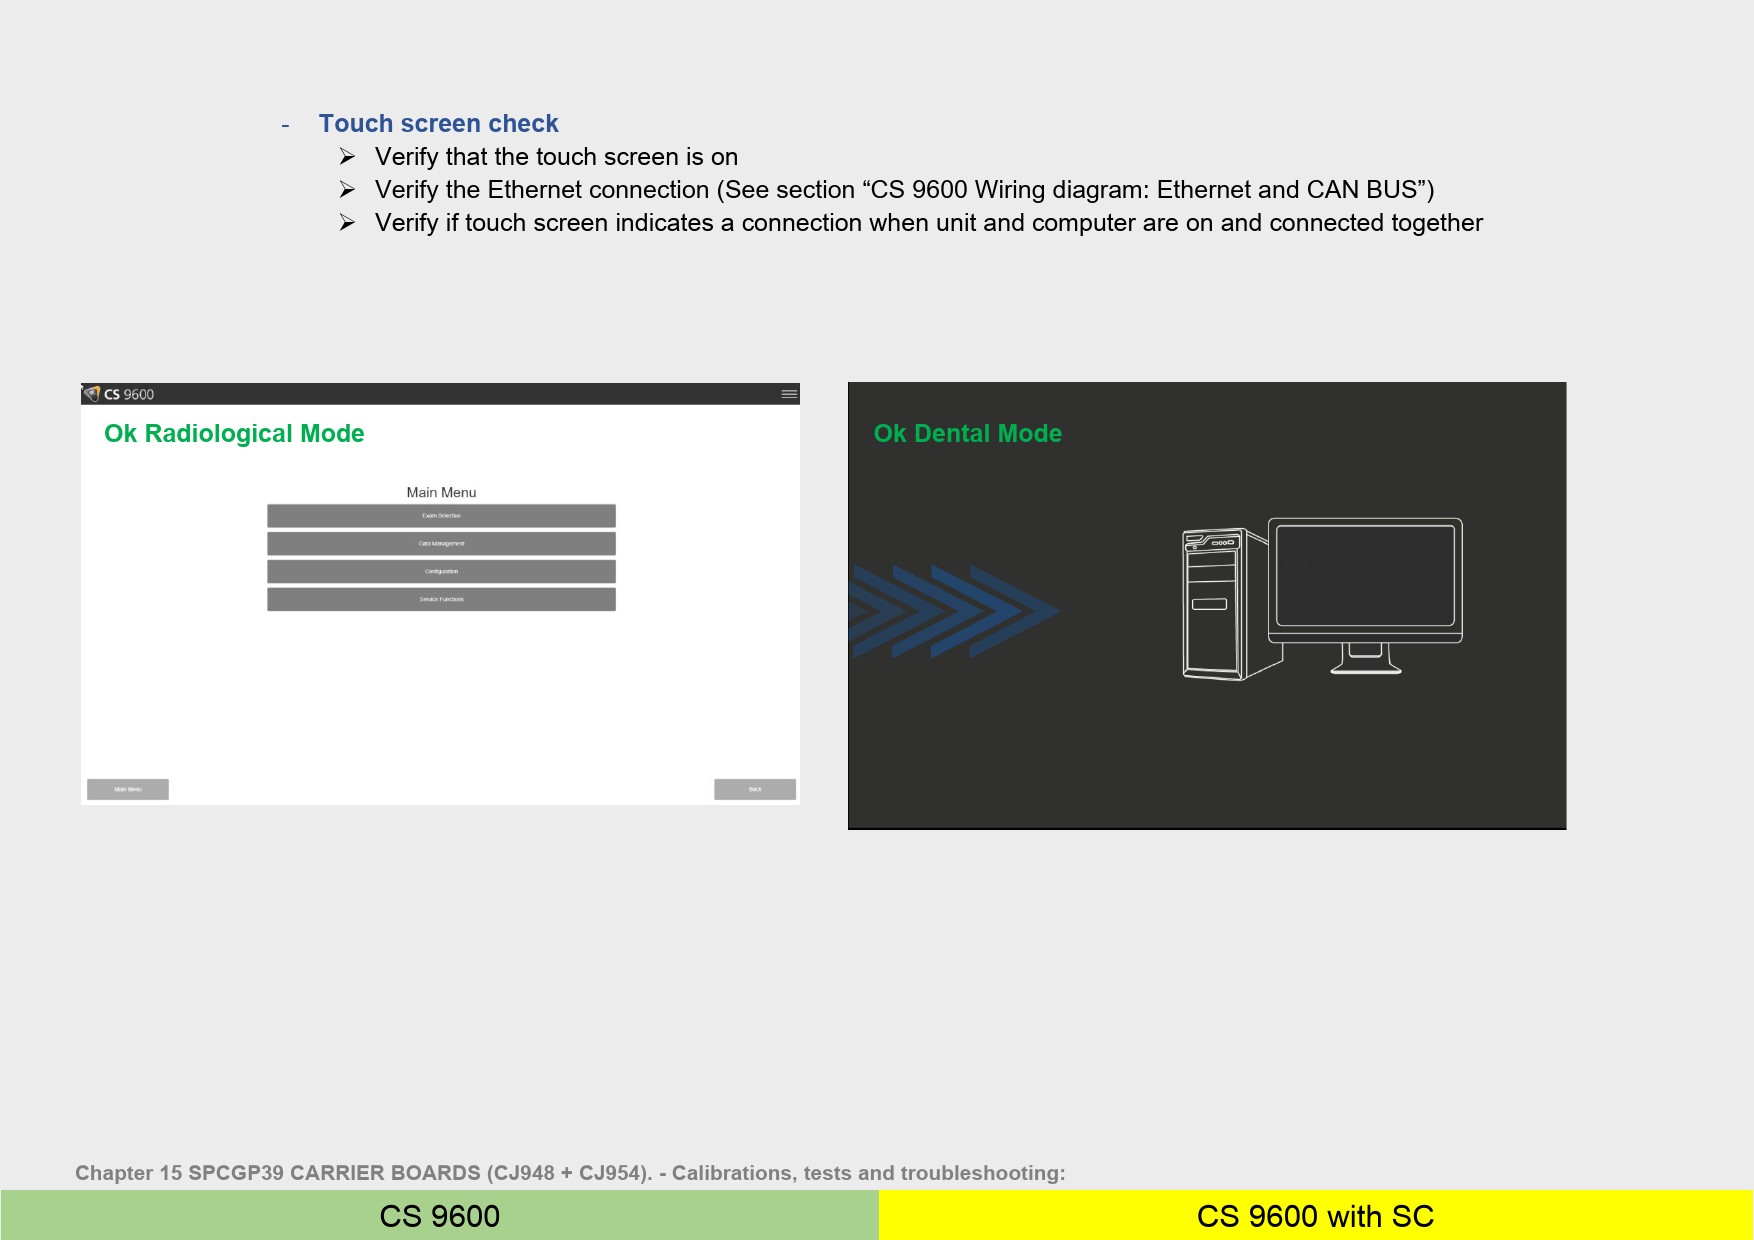 - Touch screen check
➢ Verify that the touch screen is on
➢ Verify the Ethernet connection (See section “CS 9600 Wiring diagram: Ethernet and CAN BUS”)
➢ Verify if touch screen indicates a connection when unit and computer are on and connected together
CS 9600
Ok Radiological Mode
Main Menu
Exam Selection
Data Management
Configuration
Service Functions
Main Menu
Back
Ok Dental Mode
Chapter 15 SPCGP39 CARRIER BOARDS (CJ948 + CJ954). - Calibrations, tests and troubleshooting:
CS 9600
CS 9600 with SC